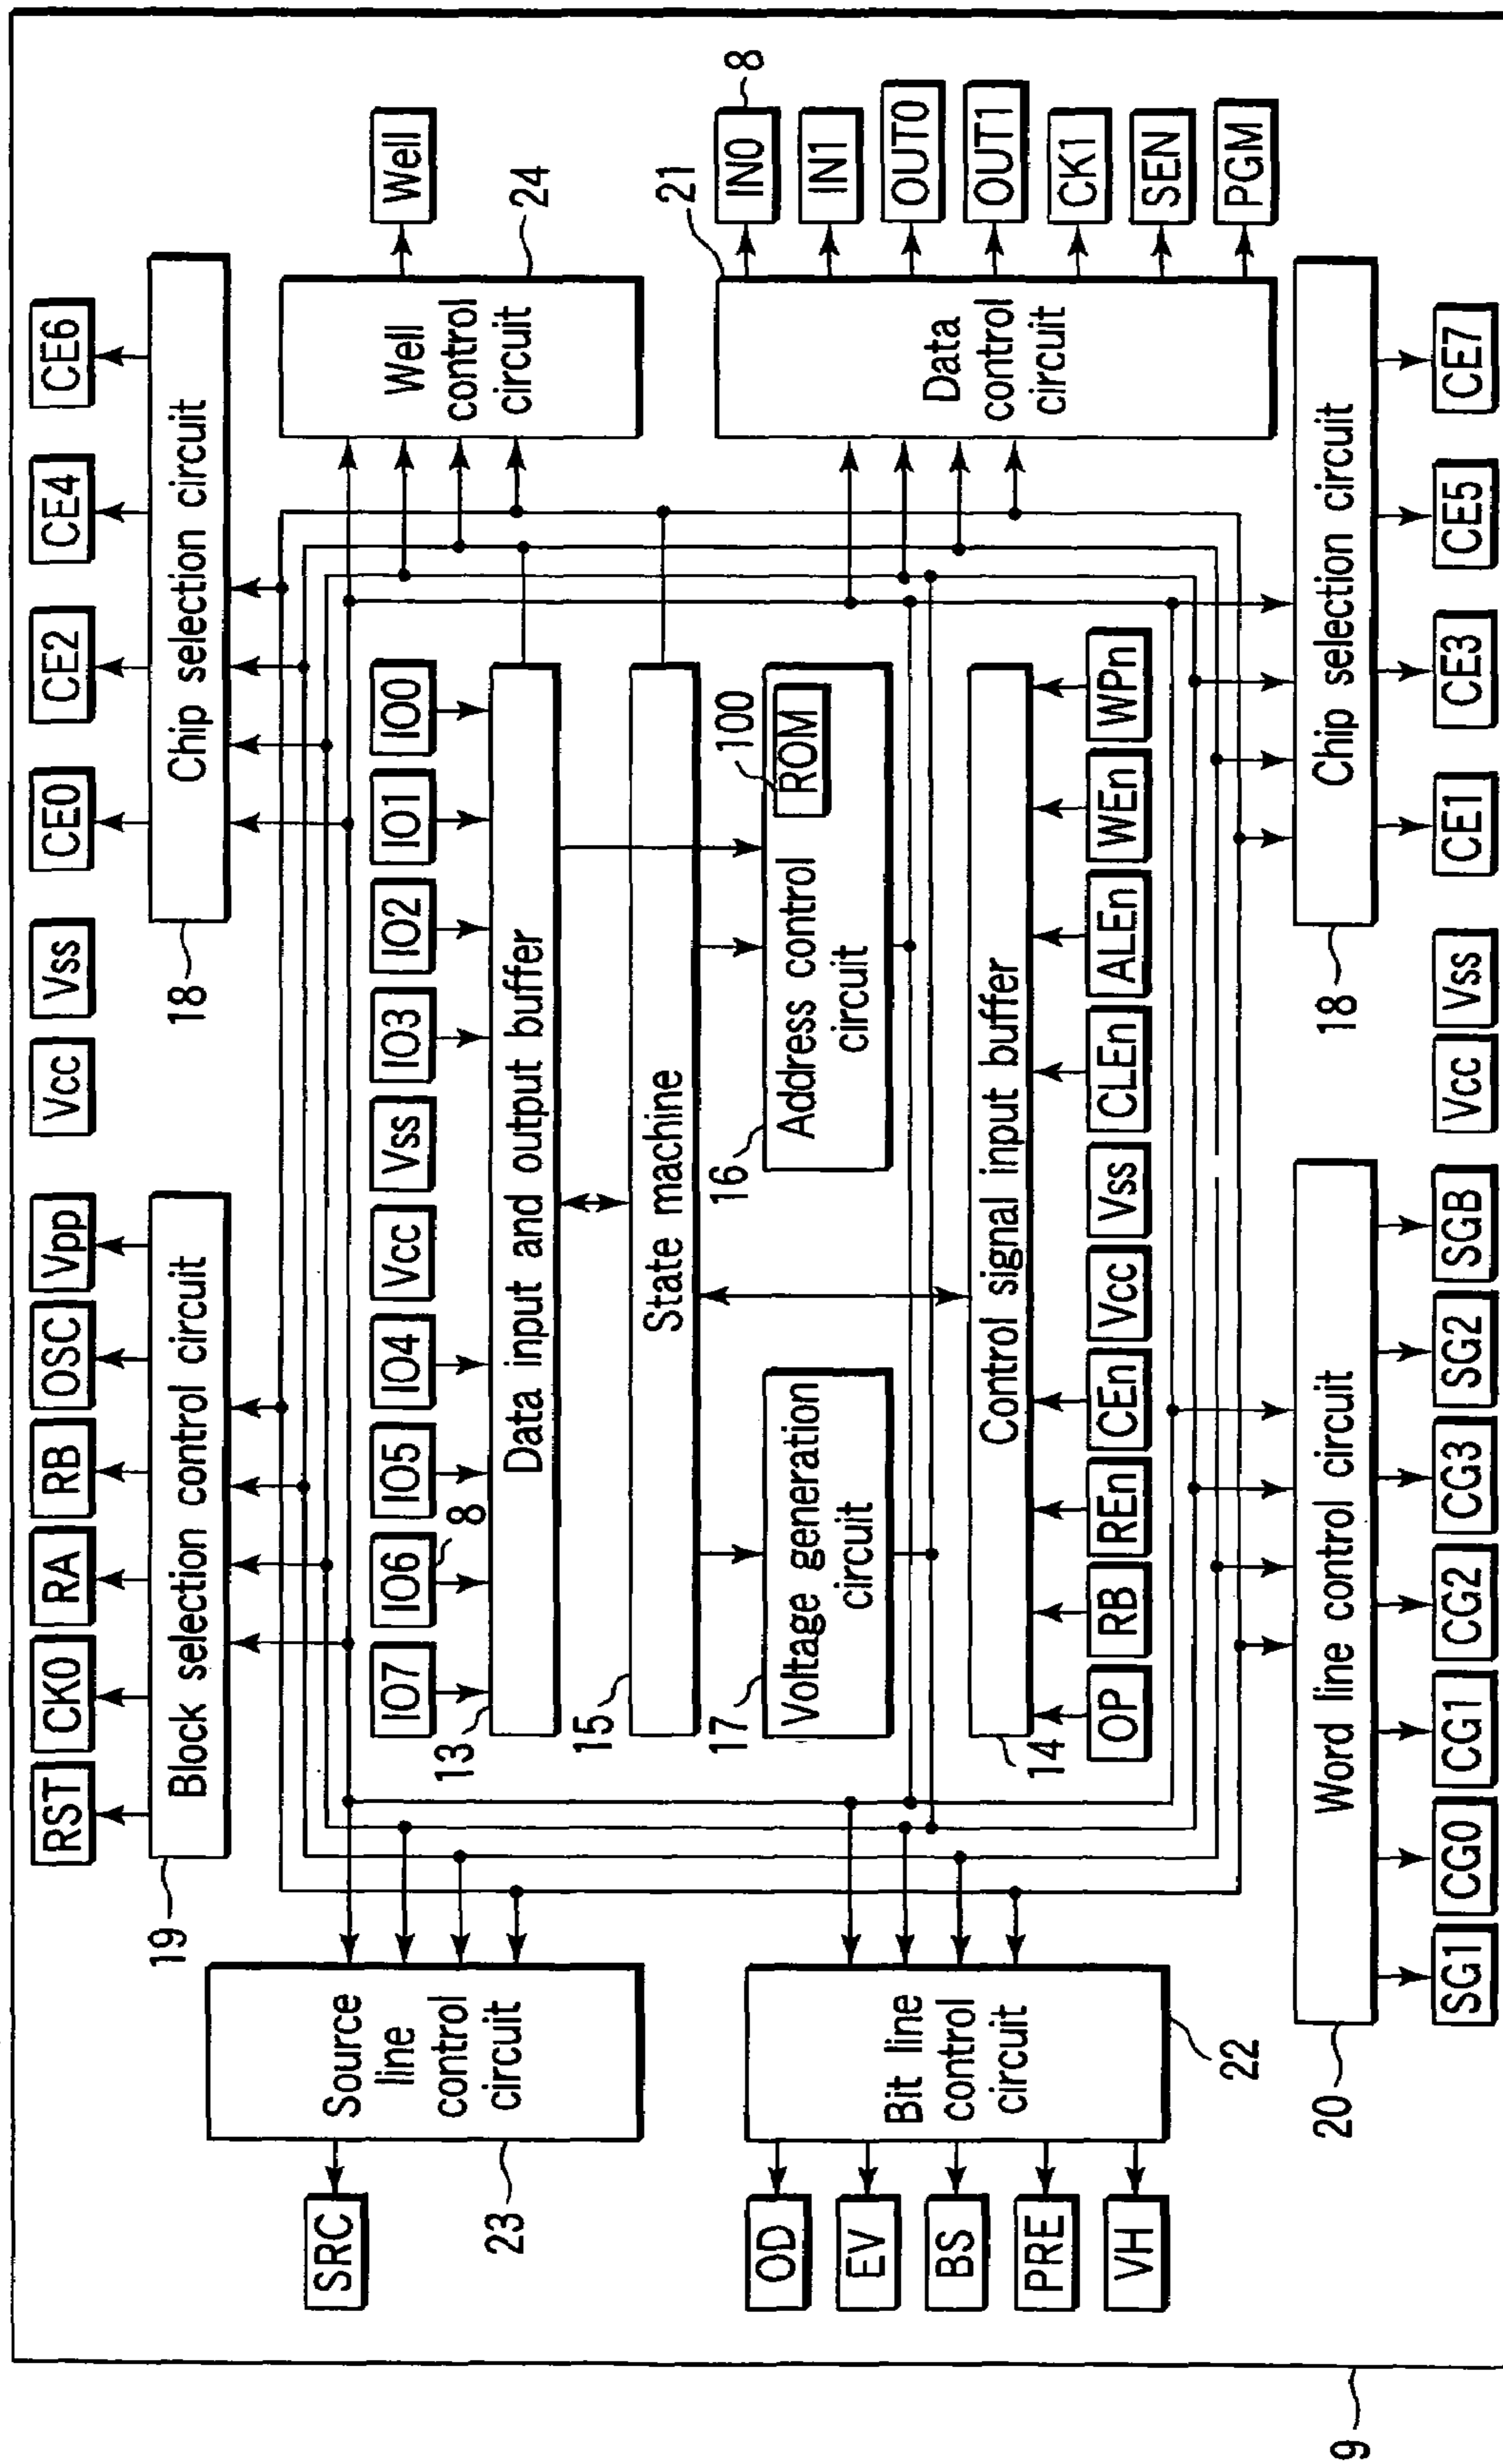 RST
CK0
RA
RB
OSC
Vpp
Vcc
Vss
CE0
CE2
CE4
CE6
19
Block selection control circuit
18
Chip selection circuit
SRC
23
Source
line
control
circuit
IO7
IO6
IO5
IO4
Vcc
Vss
IO3
IO2
IO1
IO0
8
13
Data input and output buffer
15
State machine
17
Voltage generation
circuit
16
Address control
circuit
100
ROM
14
Control signal input buffer
OP
RB
REn
CEn
Vcc
Vss
CLEn
ALEn
WEn
WPn
Well
control
circuit
24
Well
OD
EV
BS
PRE
VH
Bit line
control
circuit
22
21
Data
control
circuit
IN0
8
IN1
OUT0
OUT1
CK1
SEN
PGM
20
Word line control circuit
18
Chip selection circuit
SG1
CG0
CG1
CG2
CG3
SG2
SGB
Vcc
Vss
CE1
CE3
CE5
CE7
9